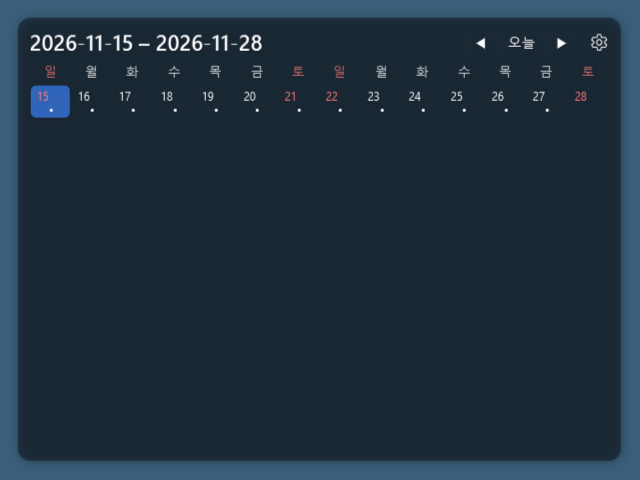 2026-11-15 – 2026-11-28 ◀ 오늘 ▶
일 월 화 수 목 금 토 일 월 화 수 목 금 토
15 16 17 18 19 20 21 22 23 24 25 26 27 28